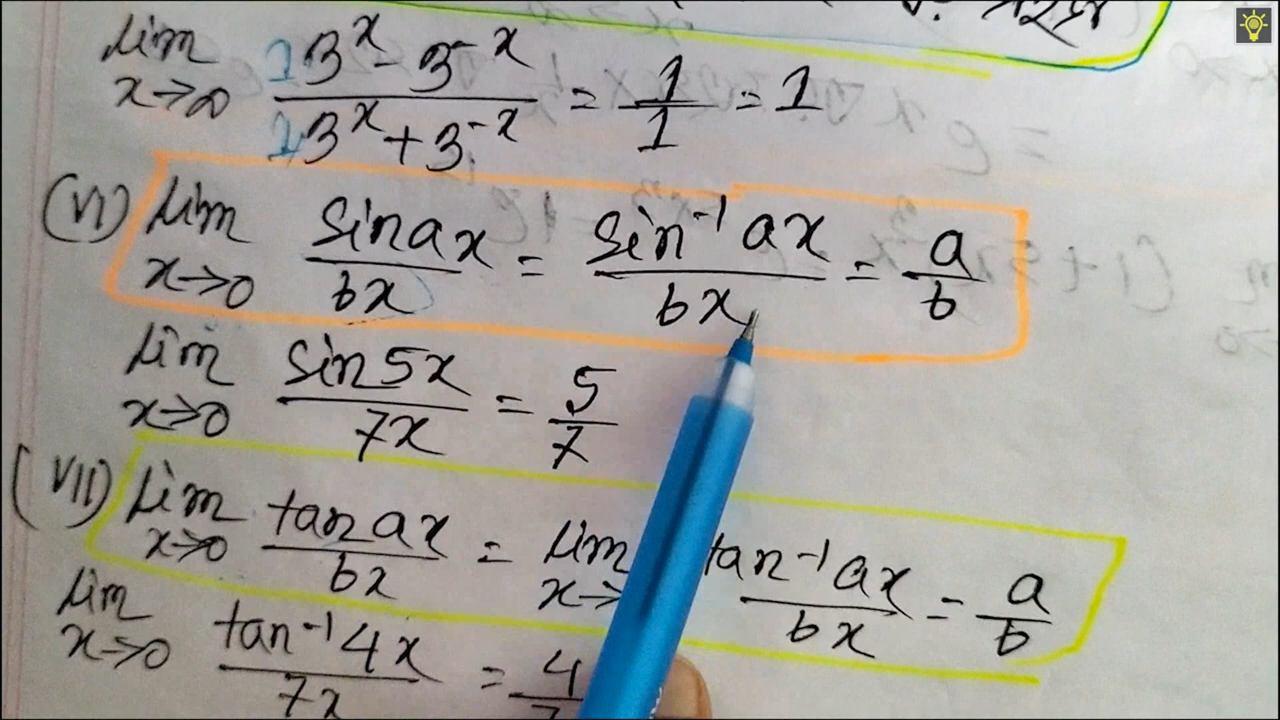 lim x→∞ (3^x - 3^-x)/(3^x + 3^-x) = 1/1 = 1
(VI) lim x→0 sin ax/bx = sin⁻¹ ax/bx = a/b
lim x→0 sin5x/7x = 5/7
(VII) lim x→0 tan ax/bx = lim x→ tan⁻¹ ax/bx = a/b
lim x→0 tan⁻¹ 4x/7x = 4/7